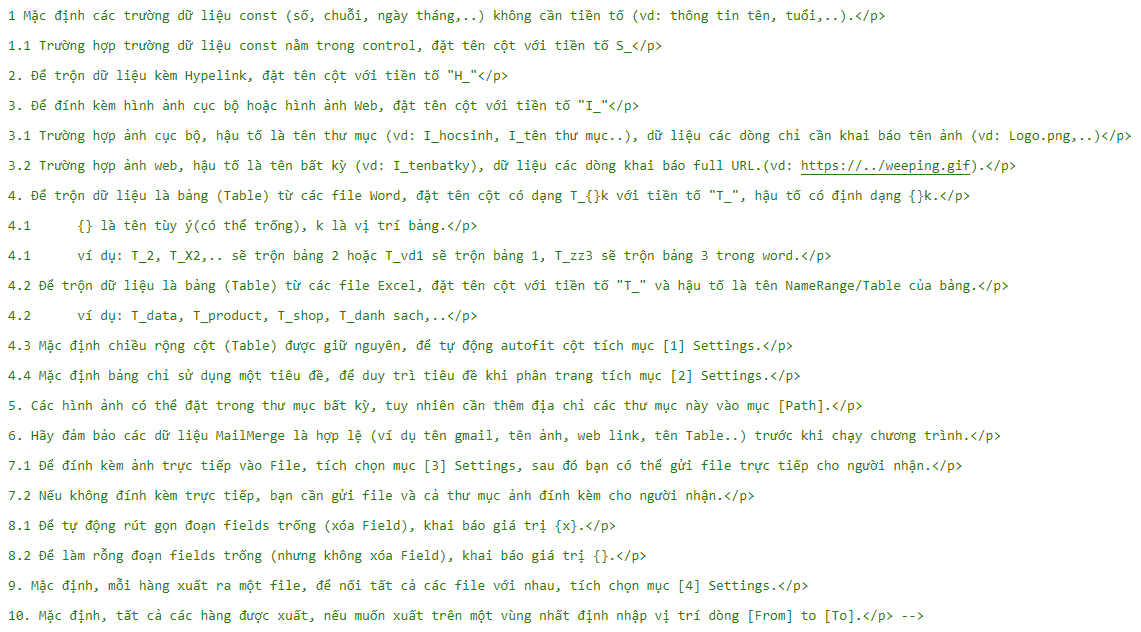 1 Mặc định các trường dữ liệu const (số, chuỗi, ngày tháng,..) không cần tiền tố (vd: thông tin tên, tuổi,..).</p>
1.1 Trường hợp trường dữ liệu const nằm trong control, đặt tên cột với tiền tố S_</p>
2. Để trộn dữ liệu kèm Hypelink, đặt tên cột với tiền tố "H_"</p>
3. Để đính kèm hình ảnh cục bộ hoặc hình ảnh Web, đặt tên cột với tiền tố "I_"</p>
3.1 Trường hợp ảnh cục bộ, hậu tố là tên thư mục (vd: I_hocsinh, I_tên thư mục..), dữ liệu các dòng chỉ cần khai báo tên ảnh (vd: Logo.png,..)</p>
3.2 Trường hợp ảnh web, hậu tố là tên bất kỳ (vd: I_tenbatky), dữ liệu các dòng khai báo full URL.(vd: https://../weeping.gif).</p>
4. Để trộn dữ liệu là bảng (Table) từ các file Word, đặt tên cột có dạng T_{}k với tiền tố "T_", hậu tố có định dạng {}k.</p>
4.1      {} là tên tùy ý(có thể trống), k là vị trí bảng.</p>
4.1      ví dụ: T_2, T_X2,.. sẽ trộn bảng 2 hoặc T_vd1 sẽ trộn bảng 1, T_zz3 sẽ trộn bảng 3 trong word.</p>
4.2 Để trộn dữ liệu là bảng (Table) từ các file Excel, đặt tên cột với tiền tố "T_" và hậu tố là tên NameRange/Table của bảng.</p>
4.2      ví dụ: T_data, T_product, T_shop, T_danh sach,..</p>
4.3 Mặc định chiều rộng cột (Table) được giữ nguyên, để tự động autofit cột tích mục [1] Settings.</p>
4.4 Mặc định bảng chỉ sử dụng một tiêu đề, để duy trì tiêu đề khi phân trang tích mục [2] Settings.</p>
5. Các hình ảnh có thể đặt trong thư mục bất kỳ, tuy nhiên cần thêm địa chỉ các thư mục này vào mục [Path].</p>
6. Hãy đảm bảo các dữ liệu MailMerge là hợp lệ (ví dụ tên gmail, tên ảnh, web link, tên Table..) trước khi chạy chương trình.</p>
7.1 Để đính kèm ảnh trực tiếp vào File, tích chọn mục [3] Settings, sau đó bạn có thể gửi file trực tiếp cho người nhận.</p>
7.2 Nếu không đính kèm trực tiếp, bạn cần gửi file và cả thư mục ảnh đính kèm cho người nhận.</p>
8.1 Để tự động rút gọn đoạn fields trống (xóa Field), khai báo giá trị {x}.</p>
8.2 Để làm rỗng đoạn fields trống (nhưng không xóa Field), khai báo giá trị {}.</p>
9. Mặc định, mỗi hàng xuất ra một file, để nối tất cả các file với nhau, tích chọn mục [4] Settings.</p>
10. Mặc định, tất cả các hàng được xuất, nếu muốn xuất trên một vùng nhất định nhập vị trí dòng [From] to [To].</p> -->